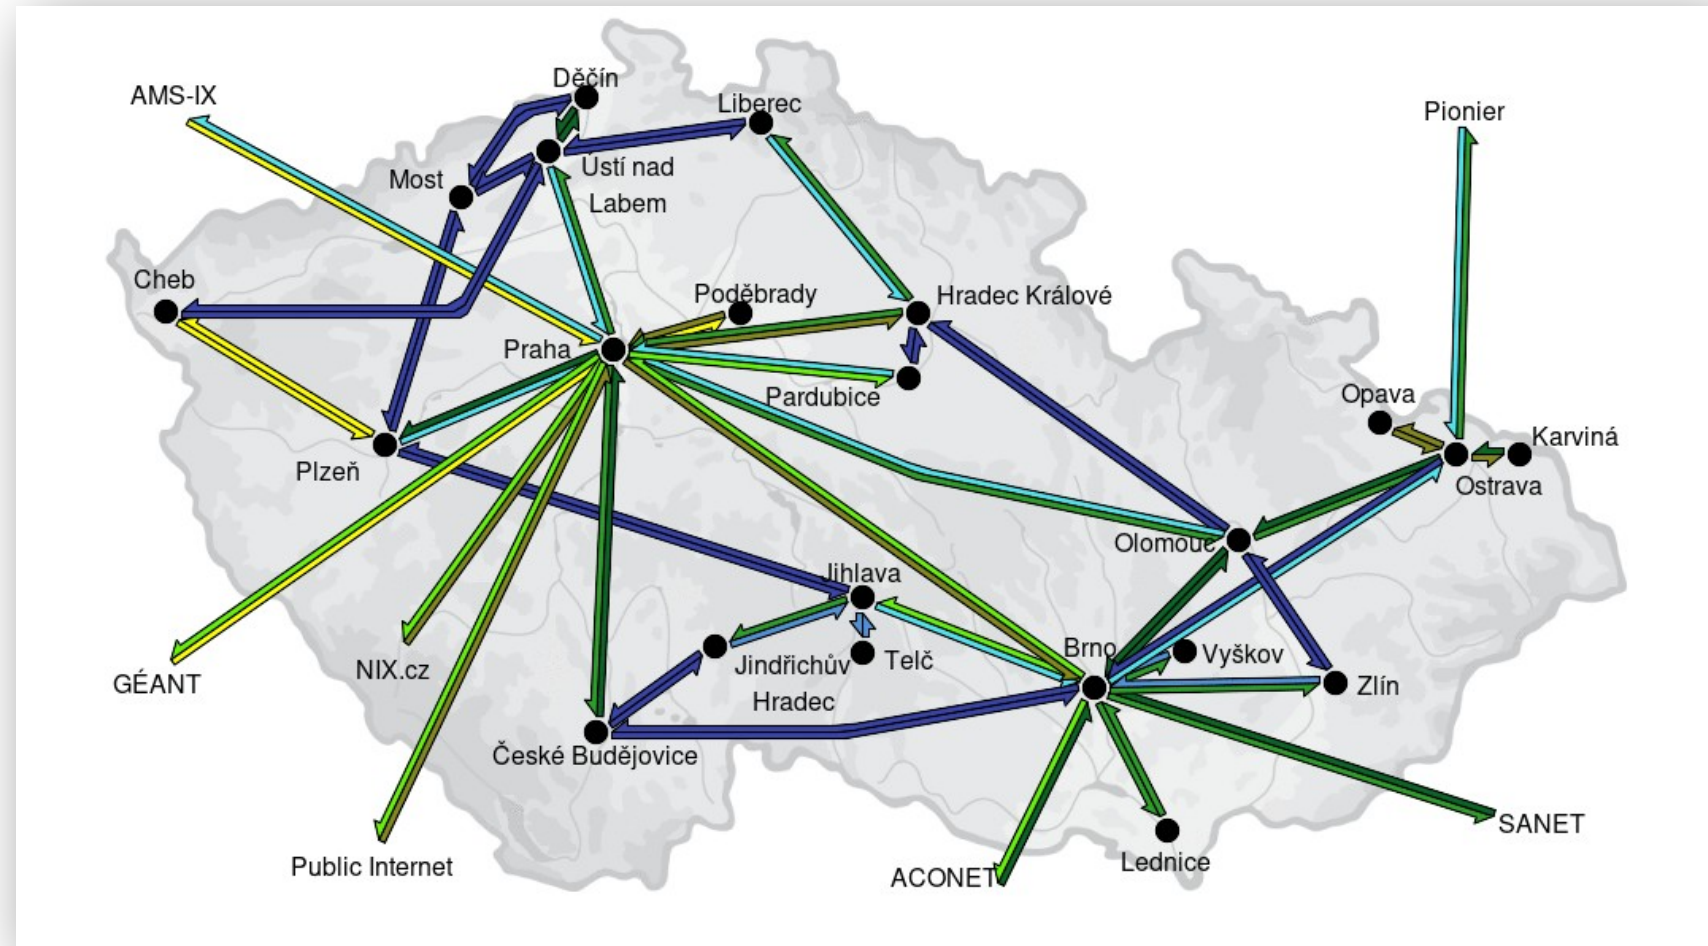 Děčín
AMS-IX
Liberec
Pionier
Ústí nad
Labem
Most
Cheb
Poděbrady
Hradec Králové
Praha
Pardubice
Opava
Karviná
Plzeň
Ostrava
Olomouc
Jihlava
Brno
Vyškov
Telč
Jindřichův
Hradec
NIX.cz
GÉANT
Zlín
České Budějovice
SANET
Public Internet
Lednice
ACONET